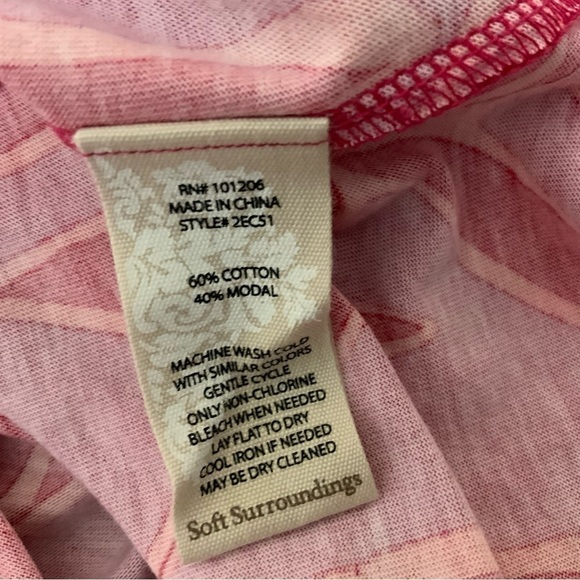 RN# 101206
MADE IN CHINA
STYLE# 2EC51
60% COTTON
40% MODAL
MACHINE WASH COLD
WITH SIMILAR COLORS
GENTLE CYCLE
ONLY NON-CHLORINE
BLEACH WHEN NEEDED
LAY FLAT TO DRY
COOL IRON IF NEEDED
MAY BE DRY CLEANED
Soft Surroundings